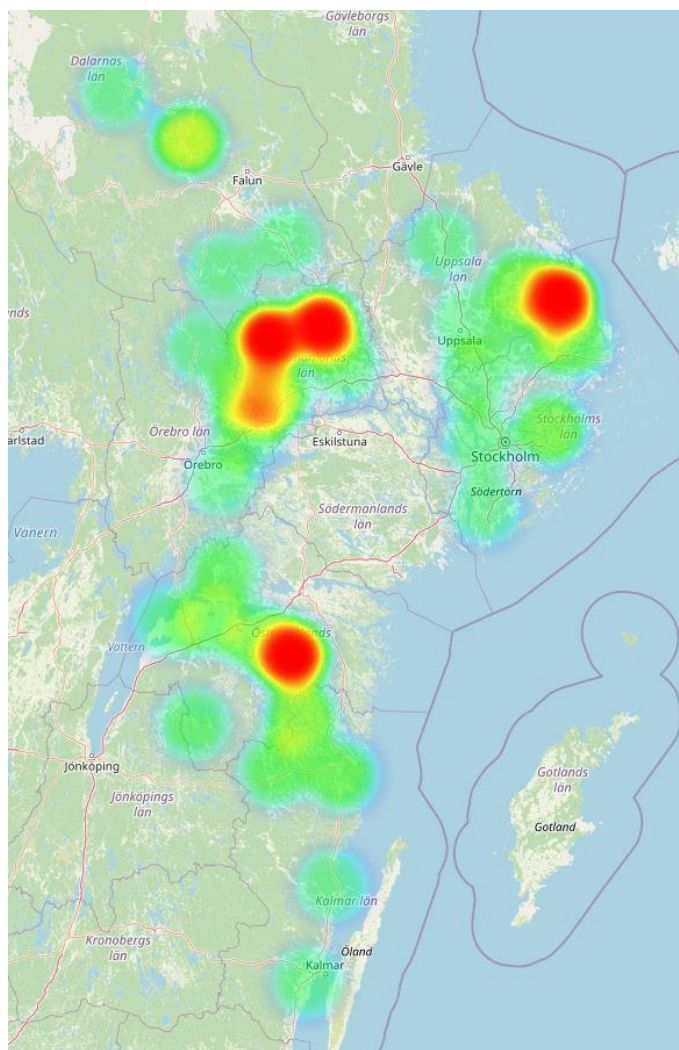 Gävleborgs
län
Dalarnas
län
Falun
Gävle
Uppsala
län
Uppsala
län
Örebro län
Stockholms
län
arlstad
Örebro
Eskilstuna
Stockholm
Södertörn
Södermanlands
län
Vänern
Vättern
Jönköping
Jönköpings
län
Gotlands
län
Gotland
Kalmar län
Kronobergs
län
Öland
Kalmar